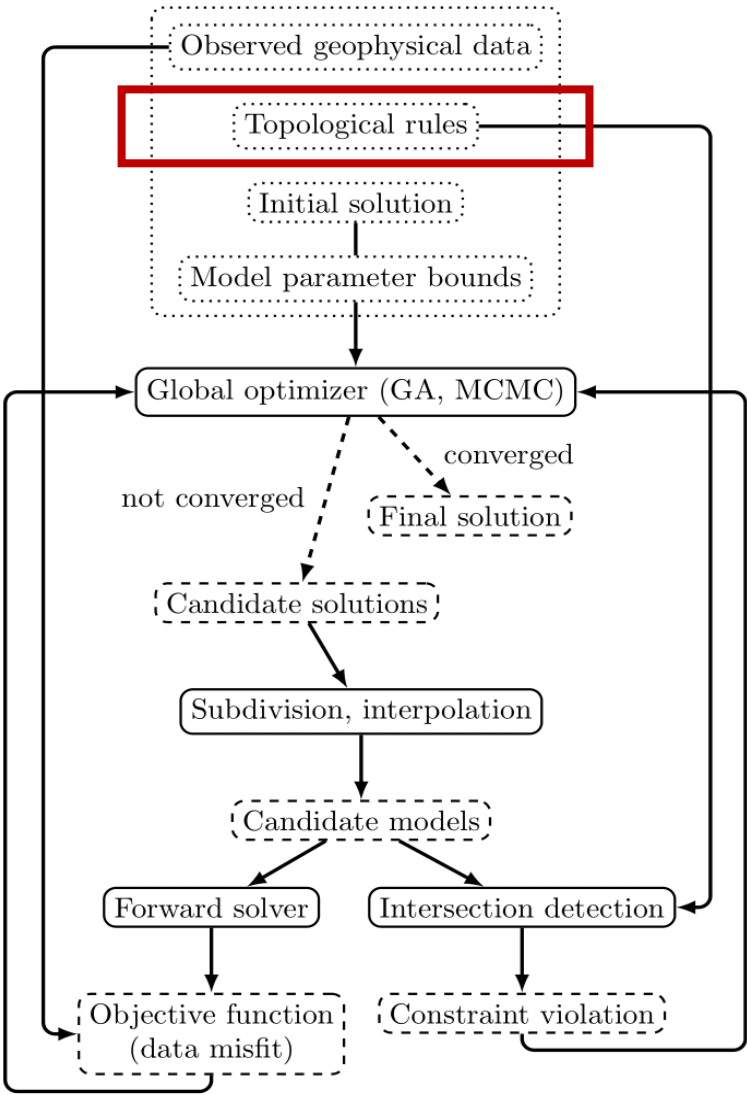 Observed geophysical data
Topological rules
Initial solution
Model parameter bounds
Global optimizer (GA, MCMC)
converged
not converged
Final solution
Candidate solutions
Subdivision, interpolation
Candidate models
Forward solver
Intersection detection
Objective function
(data misfit)
Constraint violation